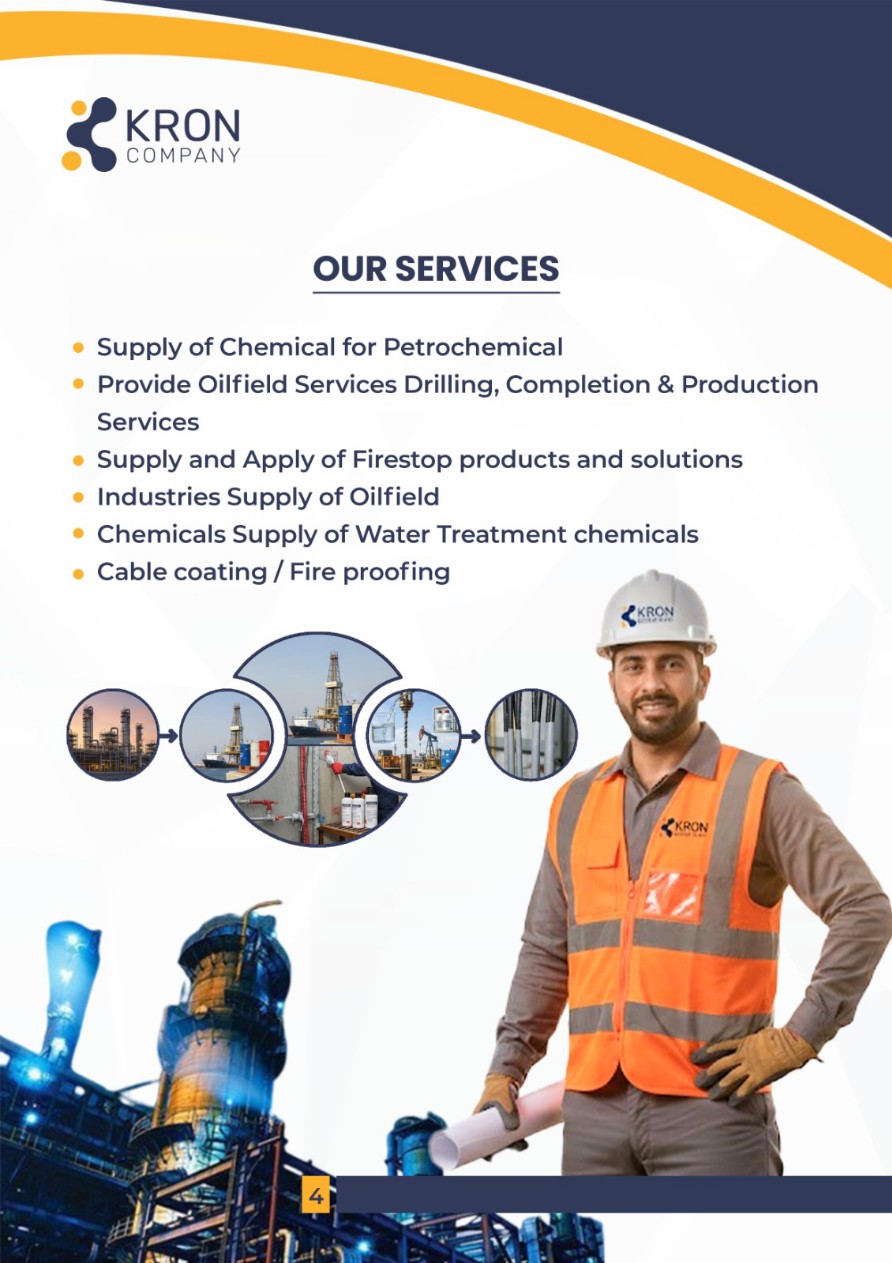 KRON
COMPANY
OUR SERVICES
Supply of Chemical for Petrochemical
Provide Oilfield Services Drilling, Completion & Production
Services
Supply and Apply of Firestop products and solutions
Industries Supply of Oilfield
Chemicals Supply of Water Treatment chemicals
Cable coating / Fire proofing
KRON
KRON
4